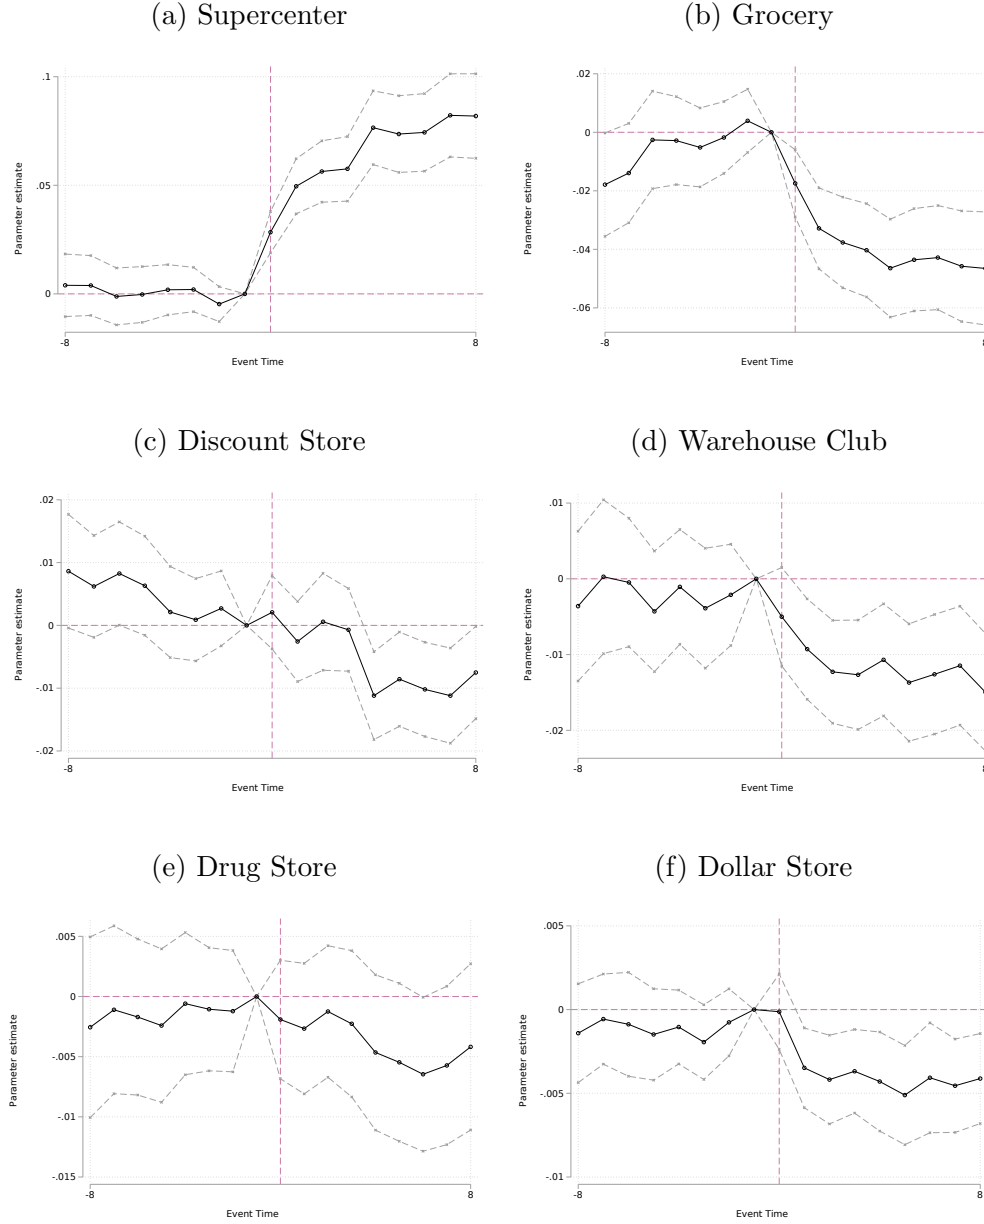 (a) Supercenter
.1
.05
0
Parameter estimate
-8
8
Event Time
(b) Grocery
.02
0
-.02
-.04
-.06
Parameter estimate
-8
8
Event Time
(c) Discount Store
.02
.01
0
-.01
-.02
Parameter estimate
-8
8
Event Time
(d) Warehouse Club
.01
0
-.01
-.02
Parameter estimate
-8
8
Event Time
(e) Drug Store
.005
0
-.005
-.01
-.015
Parameter estimate
-8
8
Event Time
(f) Dollar Store
.005
0
-.005
-.01
Parameter estimate
-8
8
Event Time